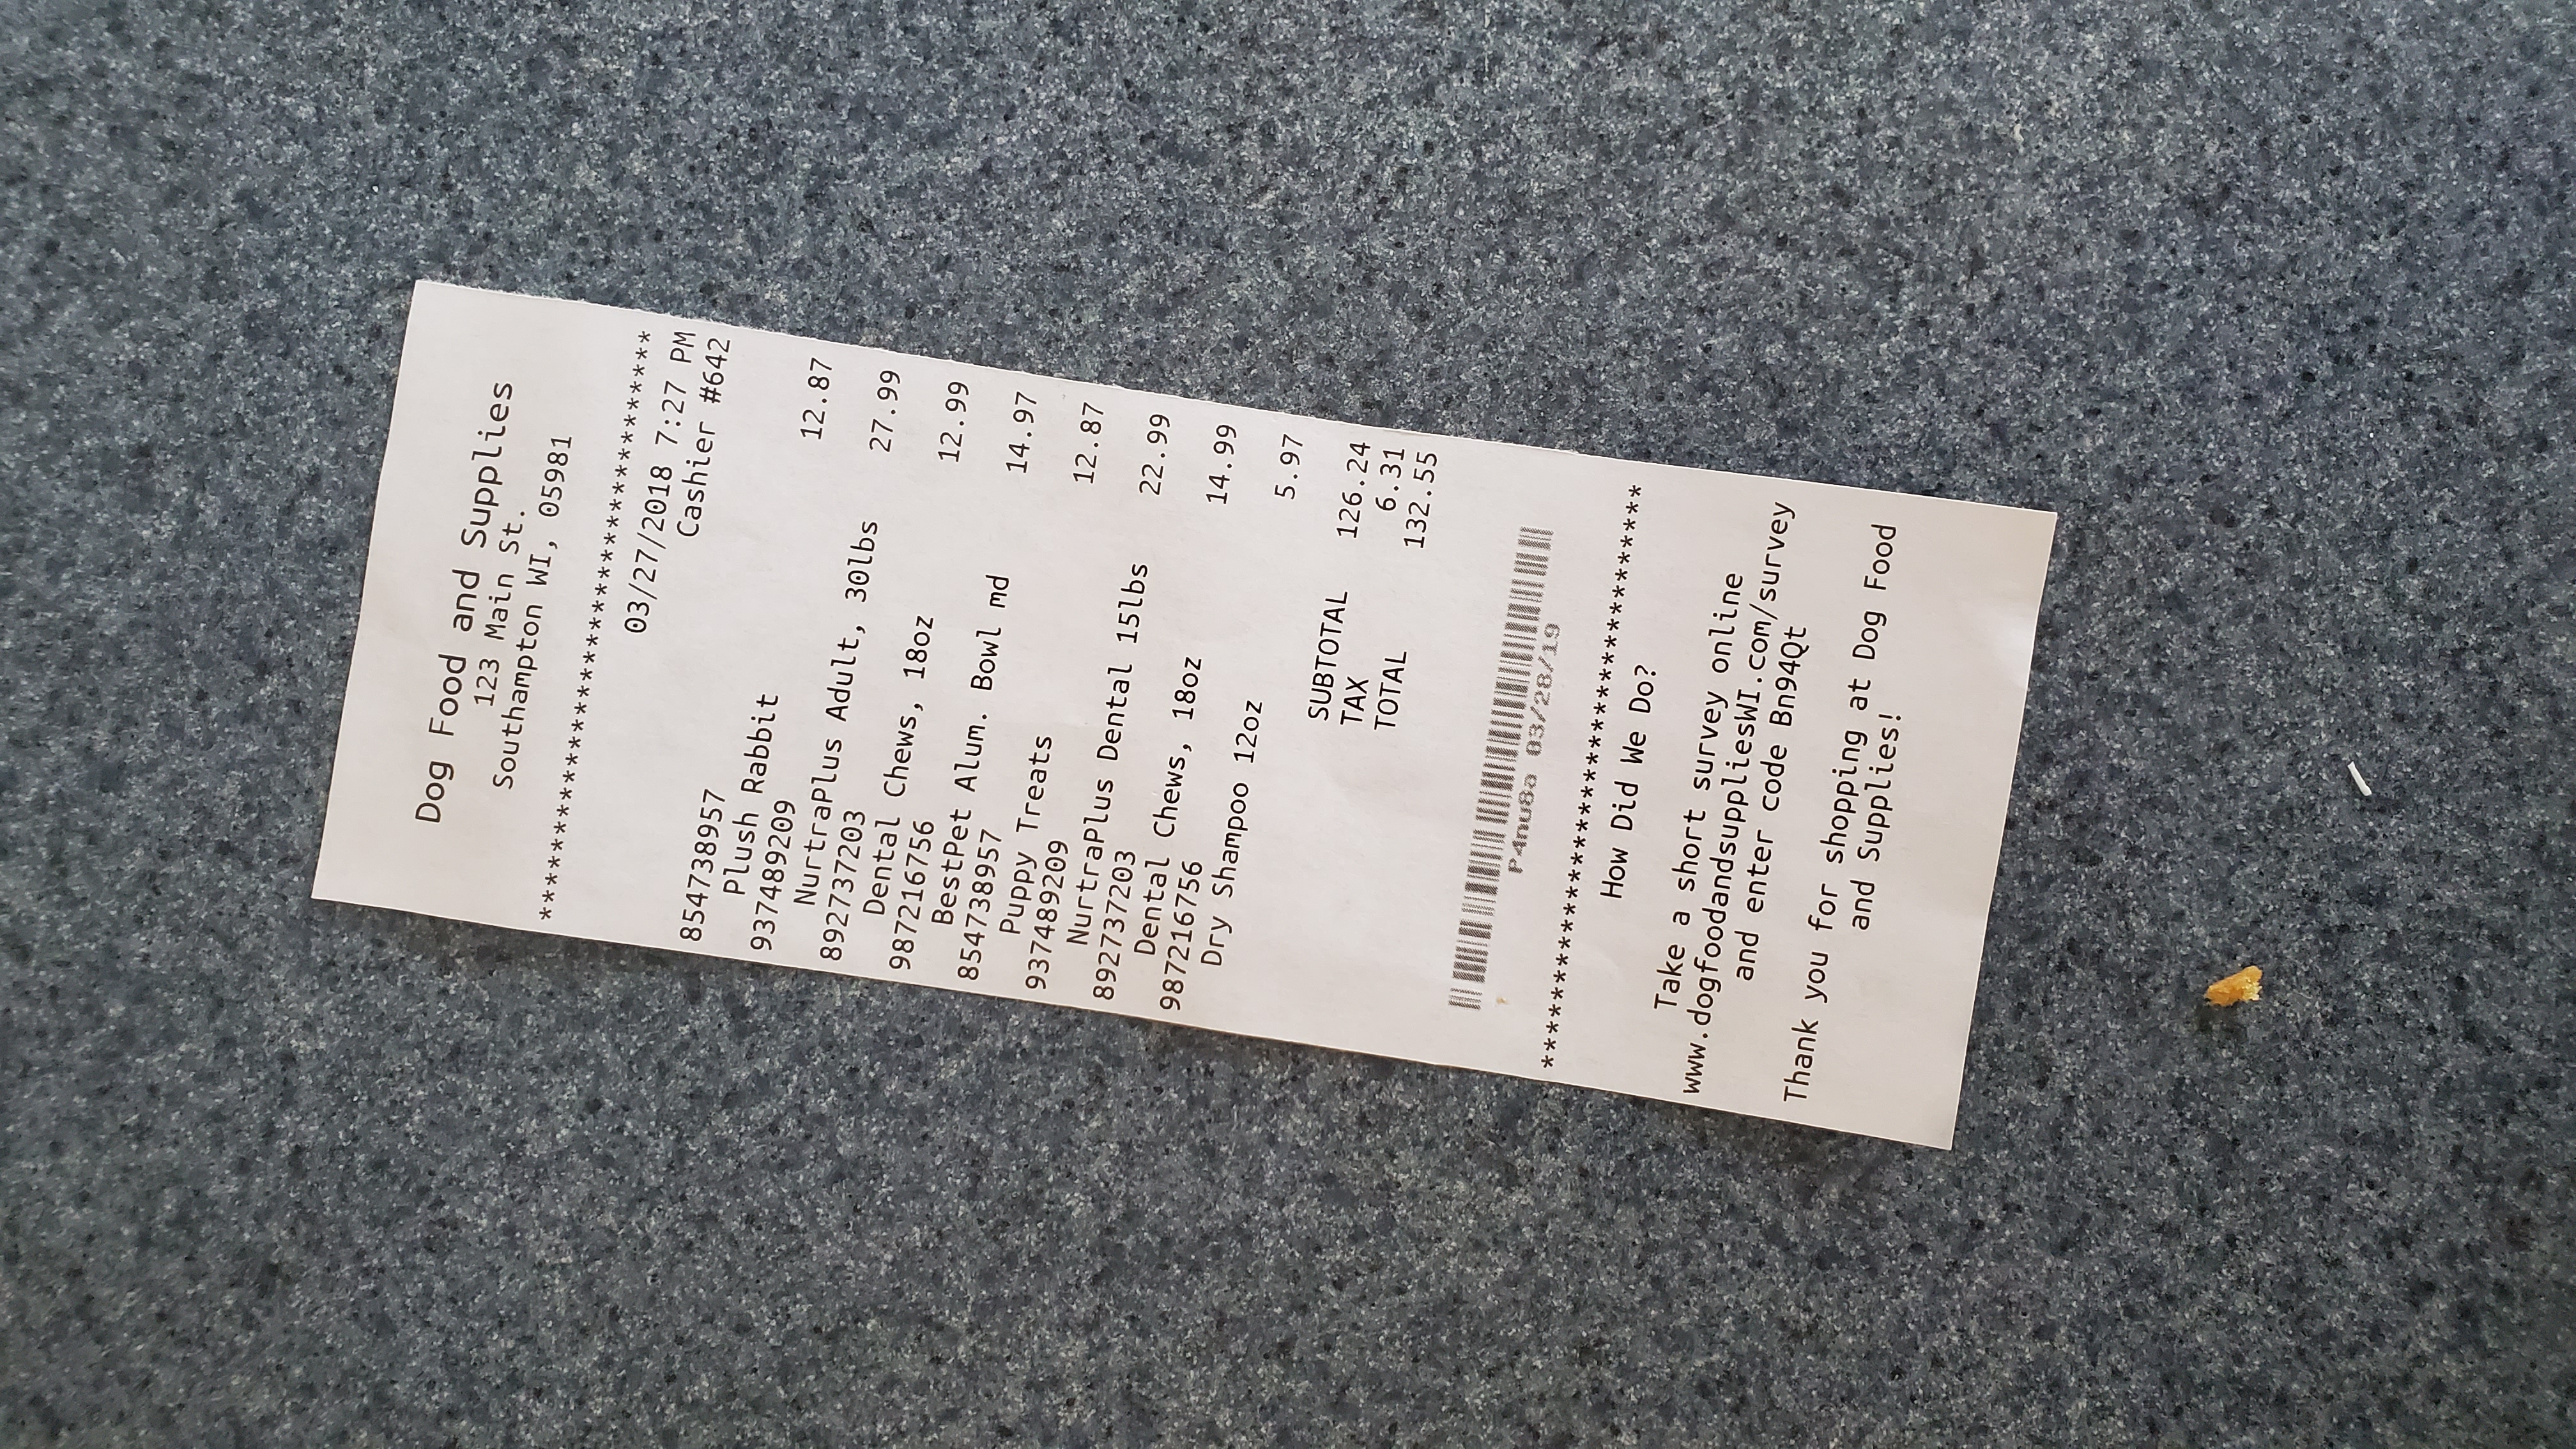 Dog Food and Supplies
123 Main St.
Southampton WI, 05981
**********************************
03/27/2018 7:27 PM
Cashier #642
854738957
Plush Rabbit 12.87
937489209
NurtraPlus Adult, 30lbs 27.99
892737203
Dental Chews, 18oz 12.99
987216756
BestPet Alum. Bowl md 14.97
854738957
Puppy Treats 12.87
937489209
NurtraPlus Dental 15lbs 22.99
892737203
Dental Chews, 18oz 14.99
987216756
Dry Shampoo 12oz 5.97
SUBTOTAL 126.24
TAX 6.31
TOTAL 132.55
P4nu8a 03/28/19
**********************************
How Did We Do?
Take a short survey online
www.dogfoodandsuppliesWI.com/survey
and enter code Bn94Qt
Thank you for shopping at Dog Food
and Supplies!